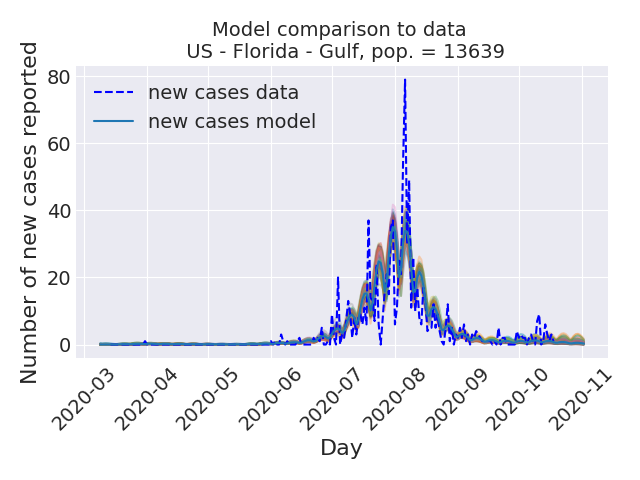 Model comparison to data
US - Florida - Gulf, pop. = 13639
Number of new cases reported
80
60
40
20
0
new cases data
new cases model
2020-03
2020-04
2020-05
2020-06
2020-07
2020-08
2020-09
2020-10
2020-11
Day